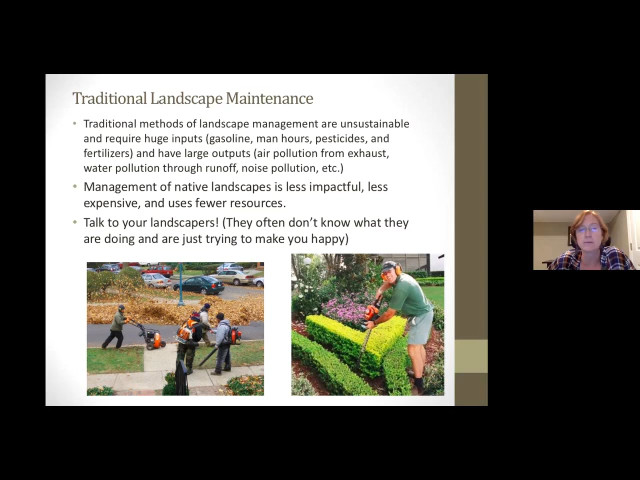 Traditional Landscape Maintenance
• Traditional methods of landscape management are unsustainable
and require huge inputs (gasoline, man hours, pesticides, and
fertilizers) and have large outputs (air pollution from exhaust,
water pollution through runoff, noise pollution, etc.)
• Management of native landscapes is less impactful, less
expensive, and uses fewer resources.
• Talk to your landscapers! (They often don’t know what they
are doing and are just trying to make you happy)